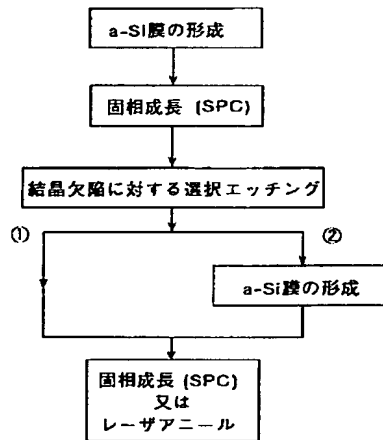 a-Si膜の形成
固相成長 (SPC)
結晶欠陥に対する選択エッチング
①
②
a-Si膜の形成
固相成長 (SPC)
又は
レーザアニール